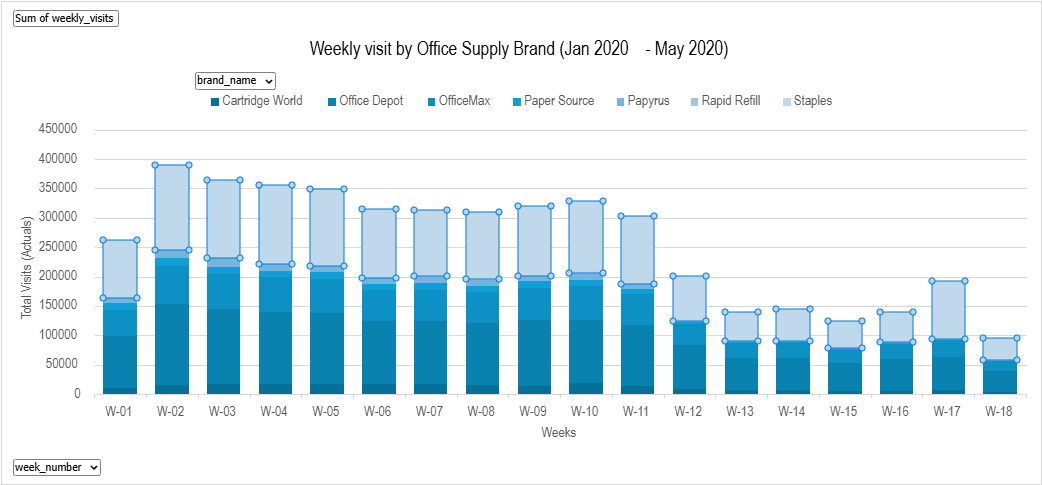 Sum of weekly_visits
Weekly visit by Office Supply Brand (Jan 2020 - May 2020)
brand_name
Cartridge World Office Depot OfficeMax Paper Source Papyrus Rapid Refill Staples
450000
400000
350000
300000
250000
200000
150000
100000
50000
0
Total Visits (Actuals)
W-01 W-02 W-03 W-04 W-05 W-06 W-07 W-08 W-09 W-10 W-11 W-12 W-13 W-14 W-15 W-16 W-17 W-18
Weeks
week_number